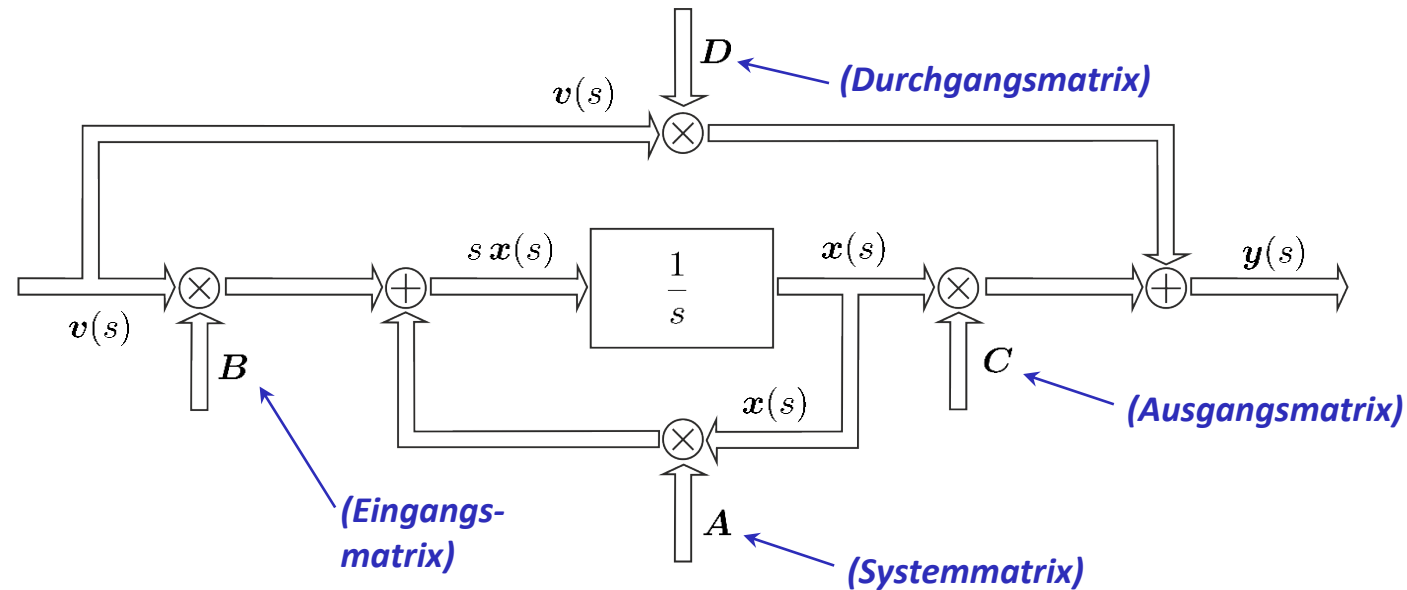 D
(Durchgangsmatrix)
v(s)
s x(s)
1
s
x(s)
y(s)
v(s)
B
C
x(s)
(Ausgangsmatrix)
(Eingangs-
matrix)
A
(Systemmatrix)